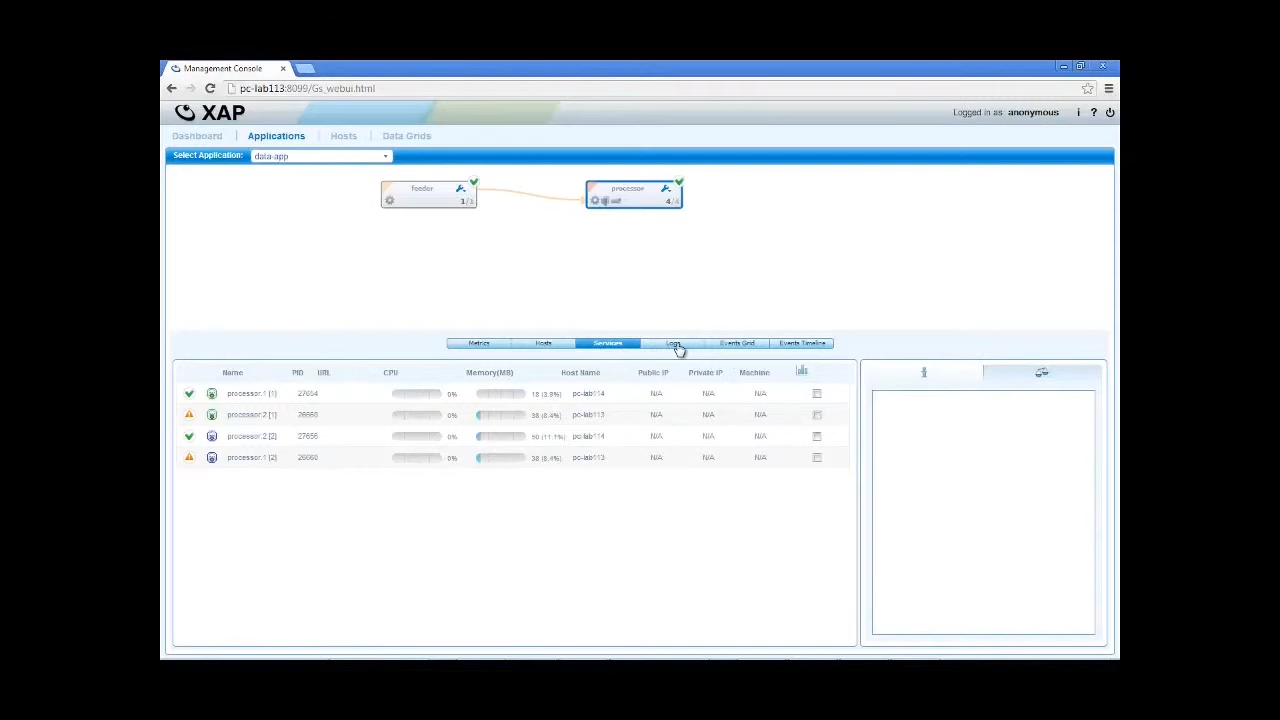 Management Console
pc-lab113:8099/Gs_webui.html
XAP
Logged in as anonymous i ?
Dashboard Applications Hosts Data Grids
Select Application: data-app
feeder
1/1
processor
4/4
Metrics Hosts Services Logs Events Grid Events Timeline
Name PID URL CPU Memory(MB) Host Name Public IP Private IP Machine
processor.1 [1] 27654 0% 18 (3.9%) pc-lab114 N/A N/A N/A
processor.2 [1] 26660 0% 38 (8.4%) pc-lab113 N/A N/A N/A
processor.2 [2] 27656 0% 50 (11.1%) pc-lab114 N/A N/A N/A
processor.1 [2] 26660 0% 38 (8.4%) pc-lab113 N/A N/A N/A